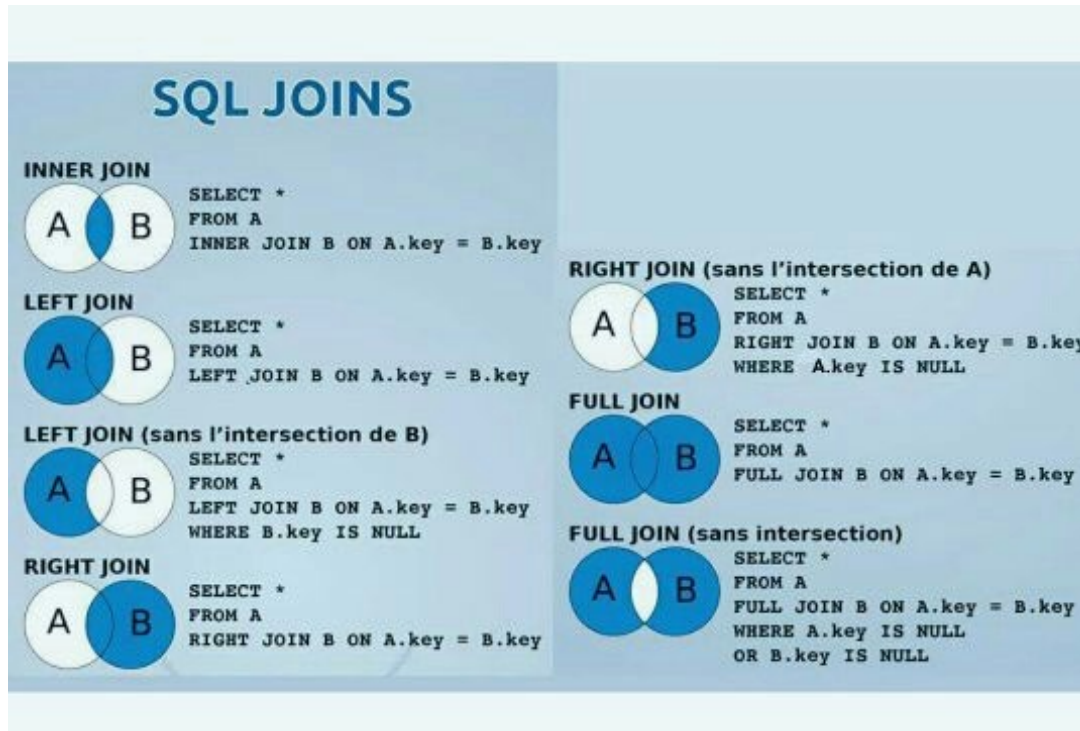 SQL JOINS
INNER JOIN
A B
SELECT *
FROM A
INNER JOIN B ON A.key = B.key
LEFT JOIN
A B
SELECT *
FROM A
LEFT JOIN B ON A.key = B.key
LEFT JOIN (sans l'intersection de B)
A B
SELECT *
FROM A
LEFT JOIN B ON A.key = B.key
WHERE B.key IS NULL
RIGHT JOIN
A B
SELECT *
FROM A
RIGHT JOIN B ON A.key = B.key
RIGHT JOIN (sans l'intersection de A)
A B
SELECT *
FROM A
RIGHT JOIN B ON A.key = B.key
WHERE A.key IS NULL
FULL JOIN
A B
SELECT *
FROM A
FULL JOIN B ON A.key = B.key
FULL JOIN (sans intersection)
A B
SELECT *
FROM A
FULL JOIN B ON A.key = B.key
WHERE A.key IS NULL
OR B.key IS NULL